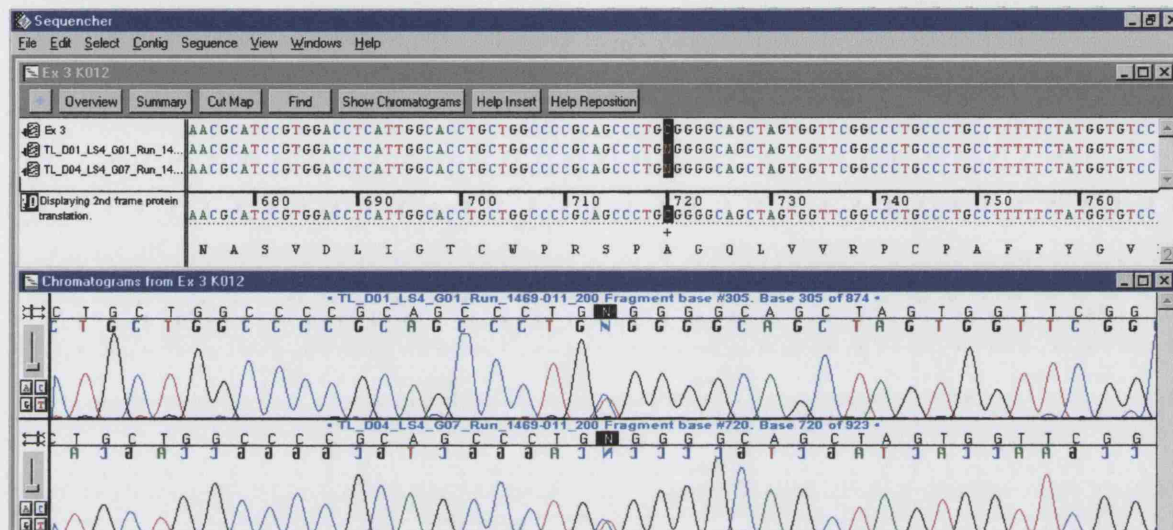 Sequencher
File Edit Select Contig Sequence View Windows Help
Ex 3 K012
Overview Summary Cut Map Find Show Chromatograms Help Insert Help Reposition
Ex 3 AACGCATCCGTGGACCTCATTGGCACCTGCTGGCCCCGCAGCCCTGCGGGGCAGCTAGTGGTTCGGCCCTGCCCTGCCTTTTTCTATGGTGTCC
TL_D01_LS4_G01_Run_14... AACGCATCCGTGGACCTCATTGGCACCTGCTGGCCCCGCAGCCCTGNGGGGCAGCTAGTGGTTCGGCCCTGCCCTGCCTTTTTCTATGGTGTCC
TL_D04_LS4_G07_Run_14... AACGCATCCGTGGACCTCATTGGCACCTGCTGGCCCCGCAGCCCTGNGGGGCAGCTAGTGGTTCGGCCCTGCCCTGCCTTTTTCTATGGTGTCC
Displaying 2nd frame protein translation.
680 690 700 710 720 730 740 750 760
AACGCATCCGTGGACCTCATTGGCACCTGCTGGCCCCGCAGCCCTGCGGGGCAGCTAGTGGTTCGGCCCTGCCCTGCCTTTTTCTATGGTGTCC
+
N A S V D L I G T C W P R S P A G Q L V V R P C P A F F Y G V
2
Chromatograms from Ex 3 K012
• TL_D01_LS4_G01_Run_1469-011_200 Fragment base #305. Base 305 of 874 •
C T G C T G G C C C C G C A G C C C T G N G G G G C A G C T A G T G G T T C G G
C T G C T G G C C C C G C A G C C C T G N G G G G C A G C T A G T G G T T C G G
A C
G T
• TL_D04_LS4_G07_Run_1469-011_200 Fragment base #720. Base 720 of 923 •
C T G C T G G C C C C G C A G C C C T G N G G G G C A G C T A G T G G T T C G G
A C
G T